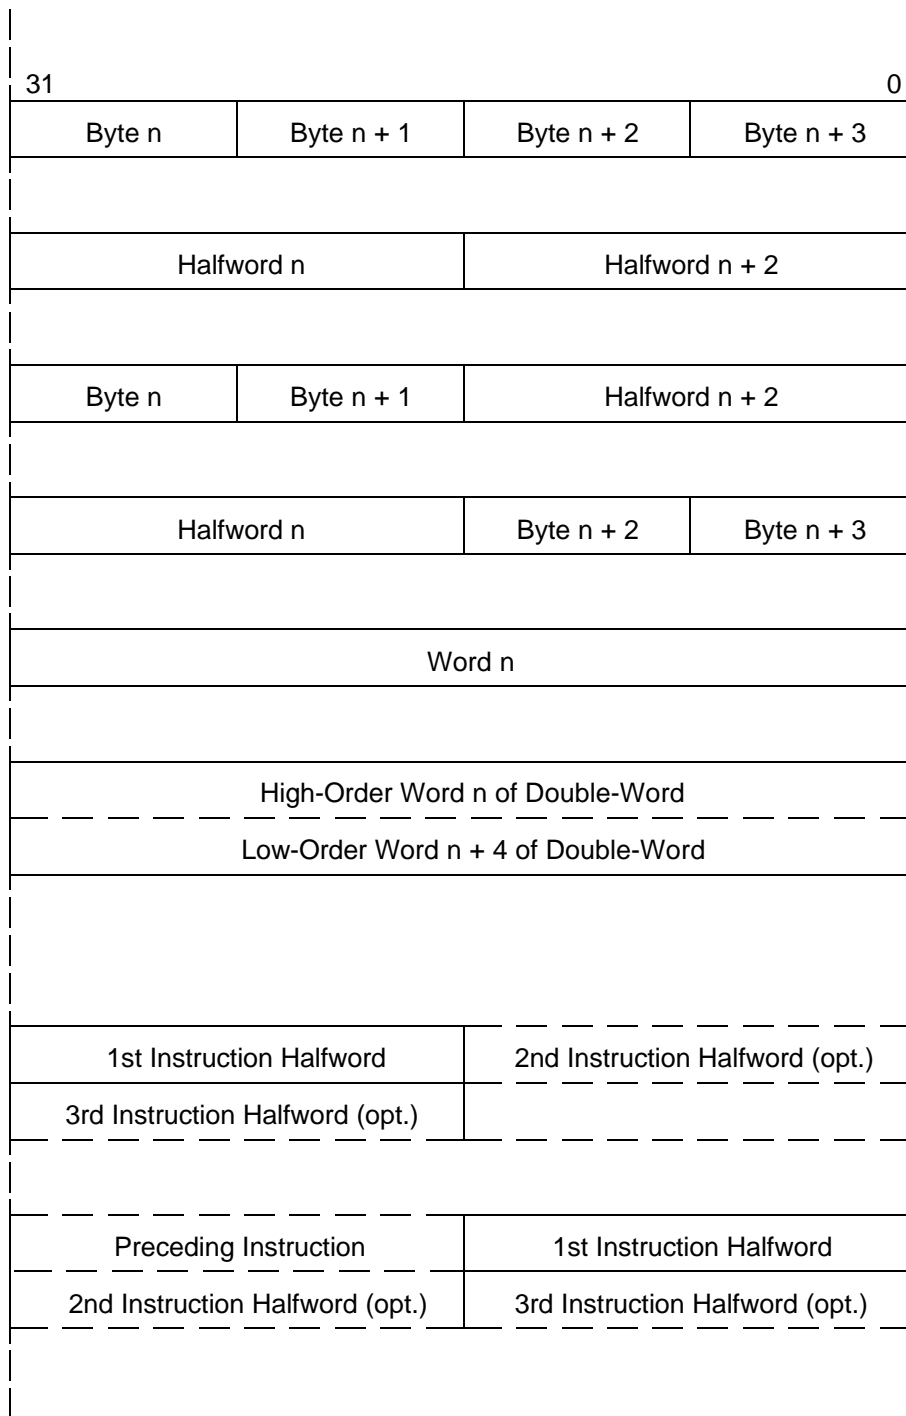 31 0
Byte n Byte n + 1 Byte n + 2 Byte n + 3
Halfword n Halfword n + 2
Byte n Byte n + 1 Halfword n + 2
Halfword n Byte n + 2 Byte n + 3
Word n
High-Order Word n of Double-Word
Low-Order Word n + 4 of Double-Word
1st Instruction Halfword 2nd Instruction Halfword (opt.)
3rd Instruction Halfword (opt.)
Preceding Instruction 1st Instruction Halfword
2nd Instruction Halfword (opt.) 3rd Instruction Halfword (opt.)